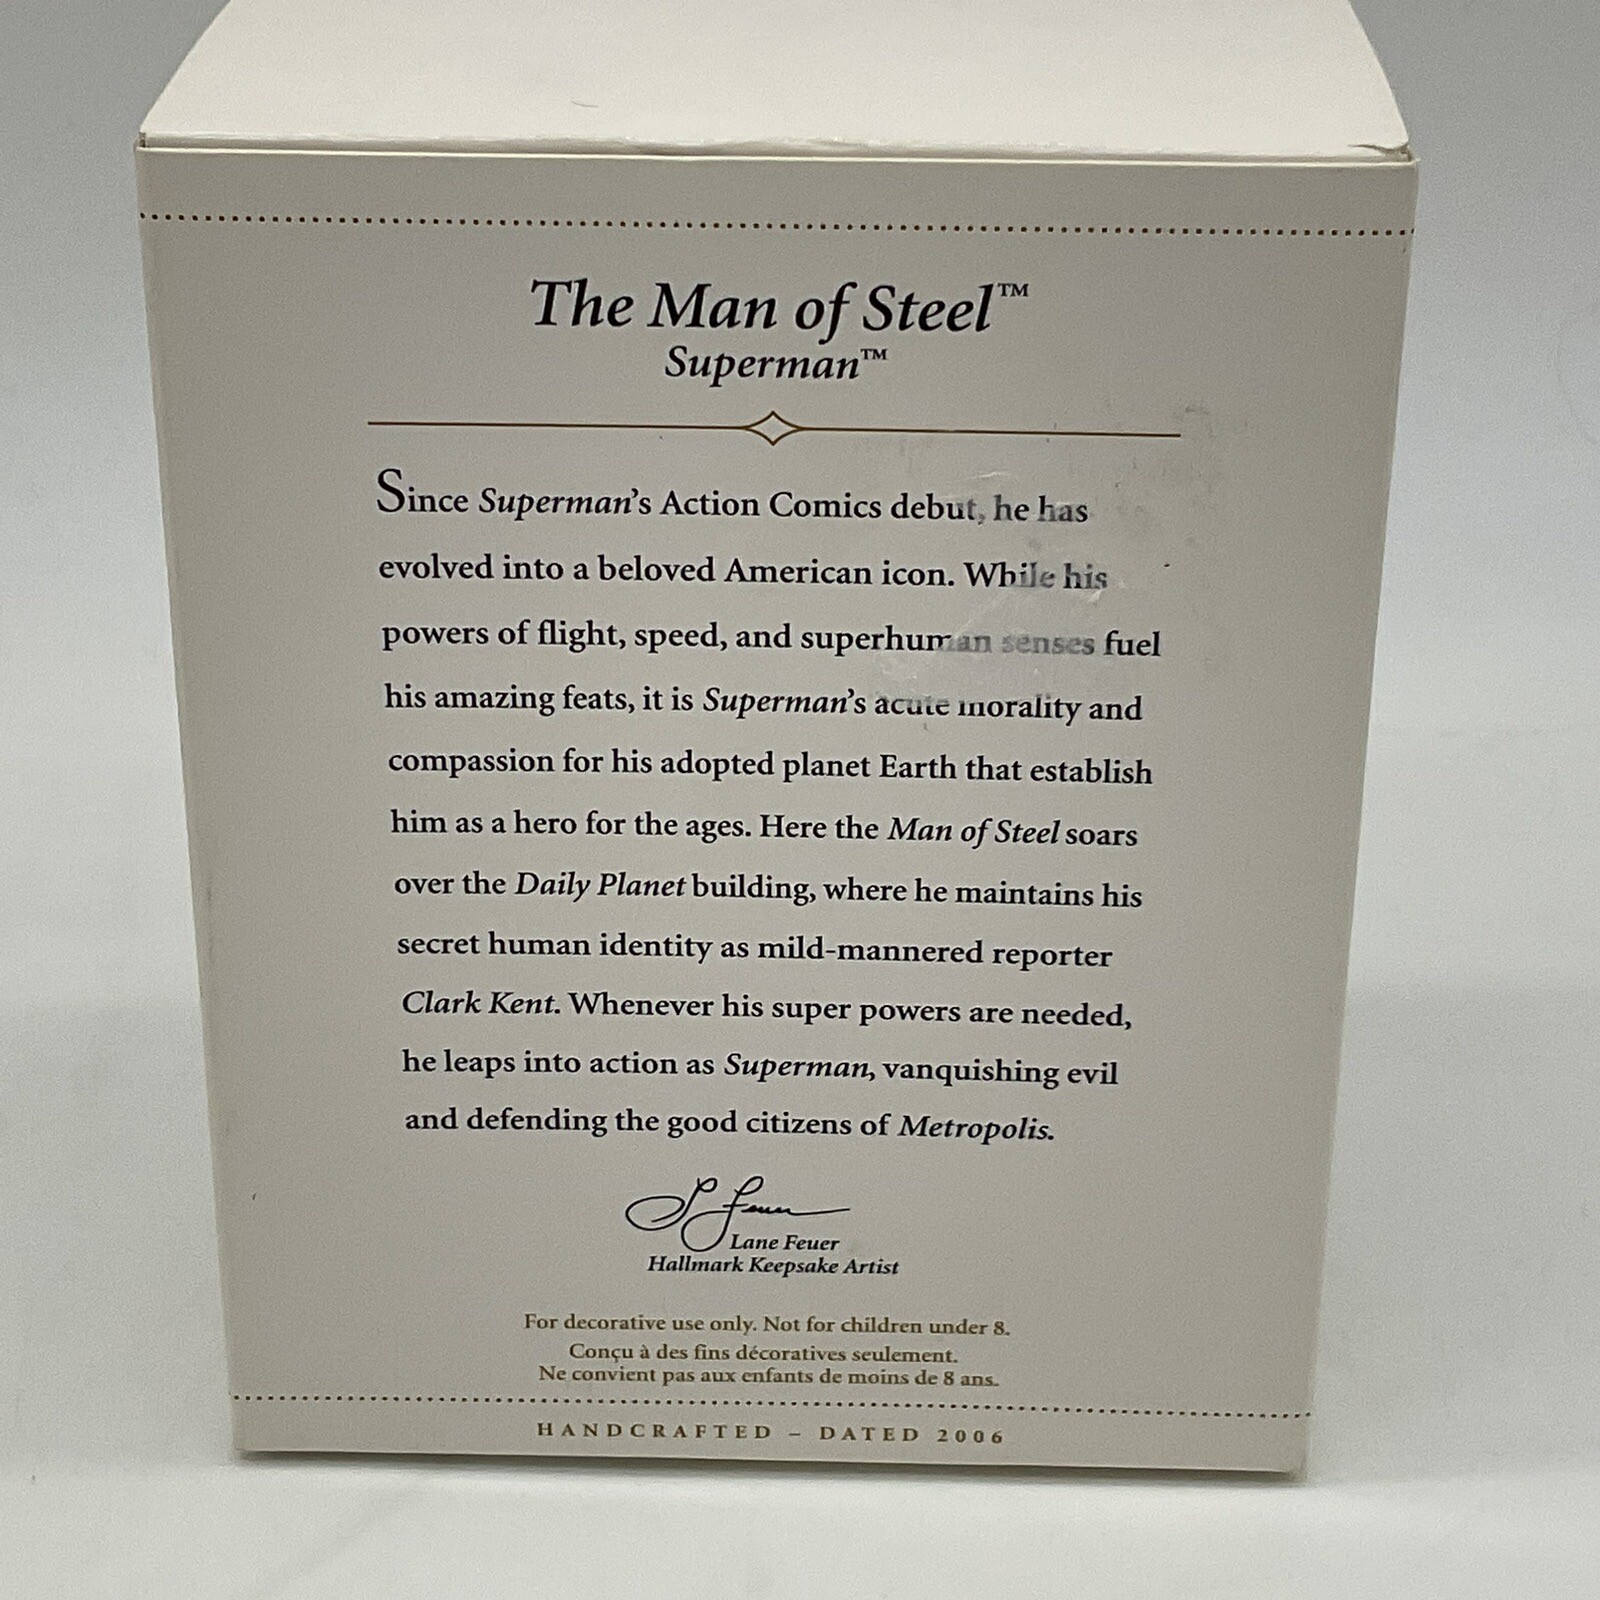 The Man of Steel™
Superman™
Since Superman's Action Comics debut, he has
evolved into a beloved American icon. While his
powers of flight, speed, and superhuman senses fuel
his amazing feats, it is Superman's acute morality and
compassion for his adopted planet Earth that establish
him as a hero for the ages. Here the Man of Steel soars
over the Daily Planet building, where he maintains his
secret human identity as mild-mannered reporter
Clark Kent. Whenever his super powers are needed,
he leaps into action as Superman, vanquishing evil
and defending the good citizens of Metropolis.
L Feuer
Lane Feuer
Hallmark Keepsake Artist
For decorative use only. Not for children under 8.
Conçu à des fins décoratives seulement.
Ne convient pas aux enfants de moins de 8 ans.
HANDCRAFTED – DATED 2006